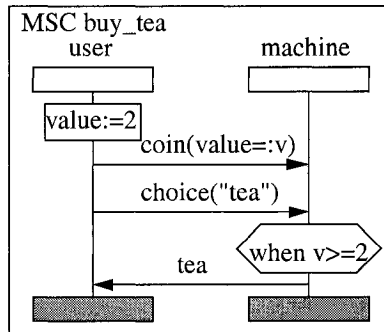 MSC buy_tea
user machine
value:=2
coin(value=:v)
choice("tea")
when v>=2
tea